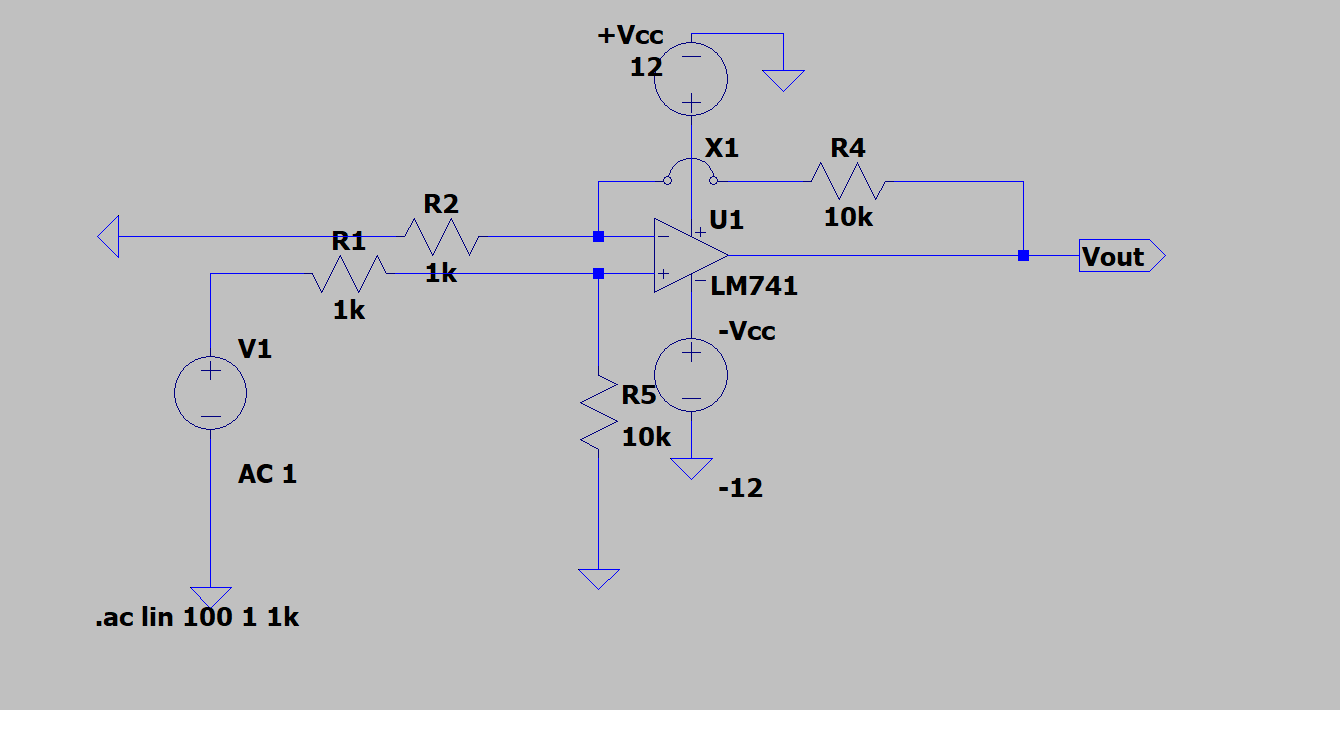 +Vcc
12
X1
R4
10k
R2
1k
R1
1k
U1
LM741
Vout
-Vcc
-12
V1
AC 1
R5
10k
.ac lin 100 1 1k